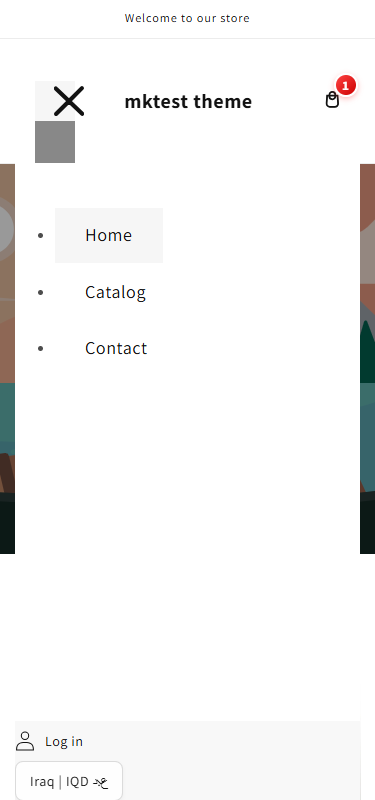 Welcome to our store
mktest theme
1
Home
Catalog
Contact
Log in
Iraq | IQD ع.د